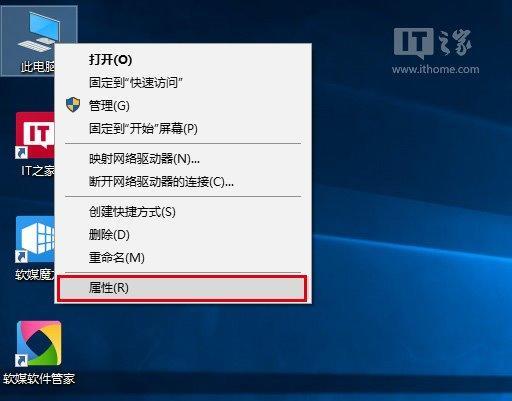 IT之家
www.ithome.com
此电脑
打开(O)
固定到"快速访问"
管理(G)
固定到"开始"屏幕(P)
映射网络驱动器(N)...
断开网络驱动器的连接(C)...
创建快捷方式(S)
删除(D)
重命名(M)
属性(R)
IT
IT之家
软媒魔
软媒软件管家